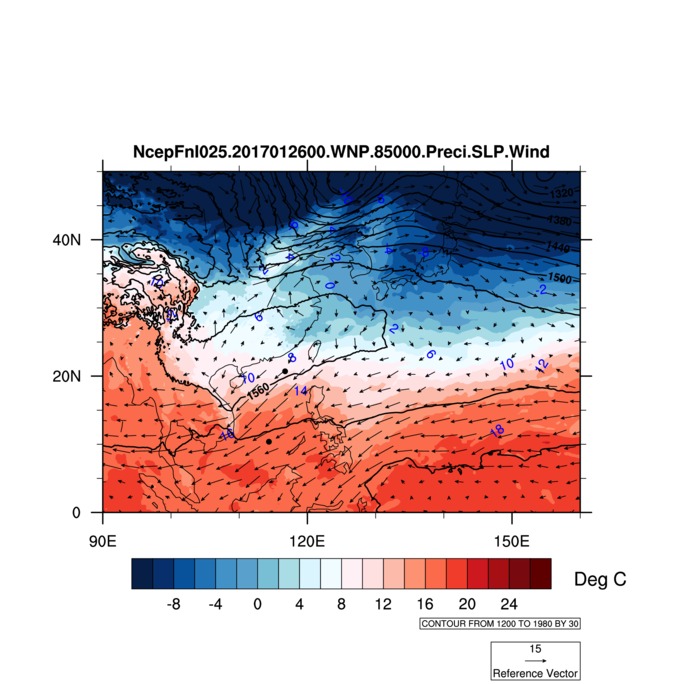 NcepFnl025.2017012600.WNP.85000.Preci.SLP.Wind
1320
1380
40N
1440
1500
-2
0
2
6
6
8
10
12
20N
10
1560
14
18
0
90E
120E
150E
-8 -4 0 4 8 12 16 20 24
Deg C
CONTOUR FROM 1200 TO 1980 BY 30
15
Reference Vector